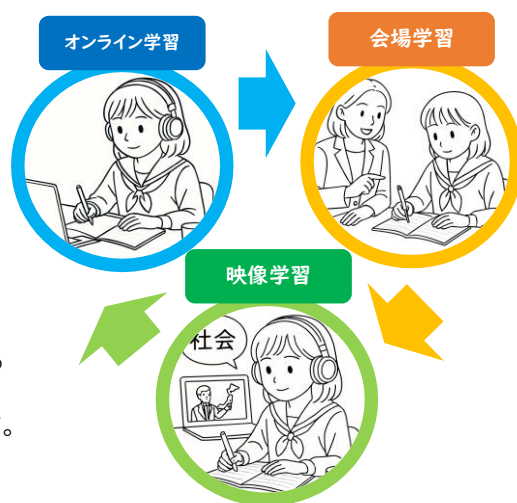 オンライン学習
会場学習
映像学習
社会
。